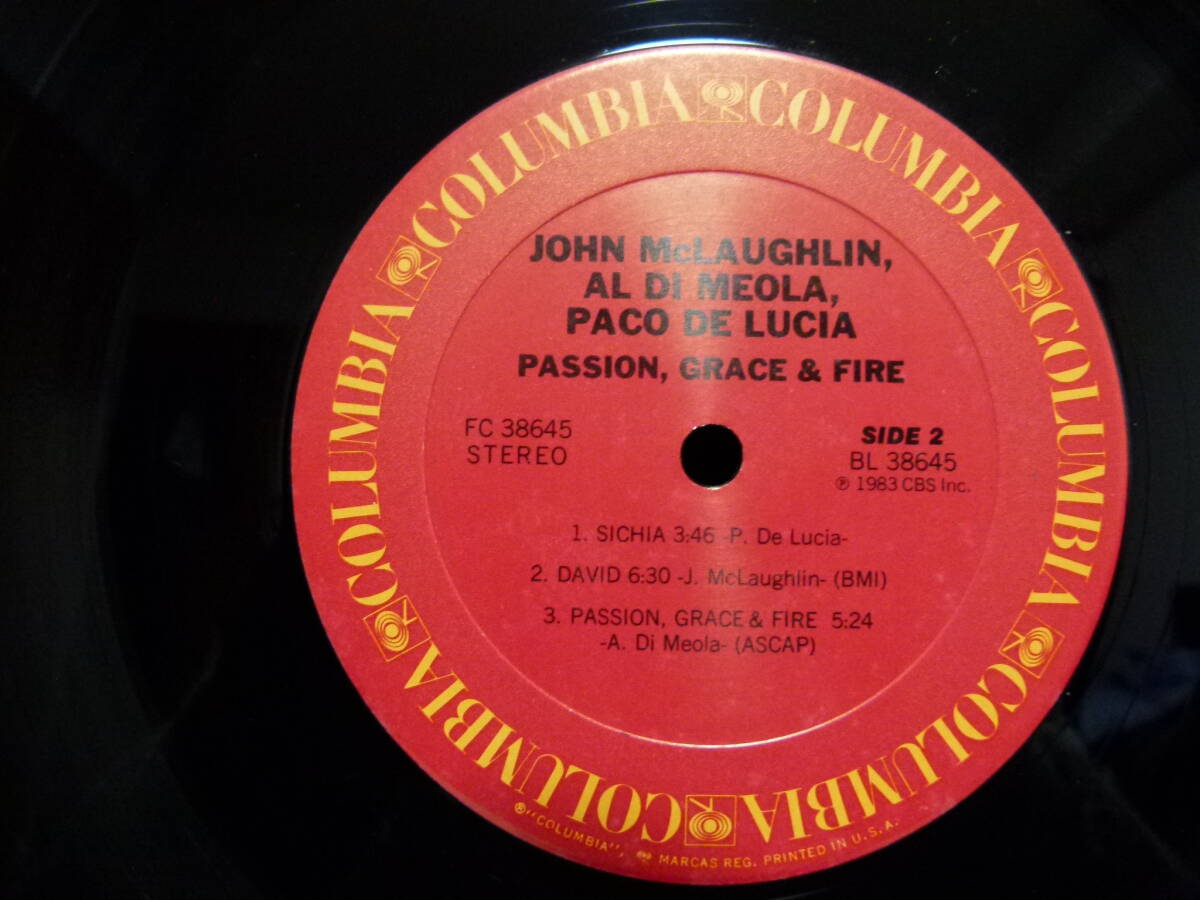 COLUMBIA COLUMBIA COLUMBIA COLUMBIA COLUMBIA COLUMBIA COLUMBIA
JOHN McLAUGHLIN,
AL DI MEOLA,
PACO DE LUCIA
PASSION, GRACE & FIRE
FC 38645
STEREO
SIDE 2
BL 38645
℗ 1983 CBS Inc.
1. SICHIA 3:46 -P. De Lucia-
2. DAVID 6:30 -J. McLaughlin- (BMI)
3. PASSION, GRACE & FIRE 5:24
-A. Di Meola- (ASCAP)
®"COLUMBIA", MARCAS REG. PRINTED IN U.S.A.